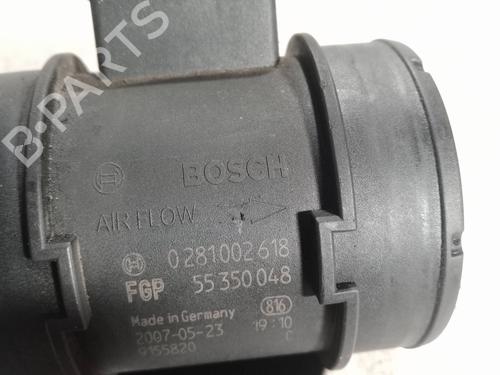 B-PARTS
BOSCH
AIR FLOW
0 281 002 618
FGP 55 350 048
Made in Germany 816
2007-05-23 19:10
9155820 C